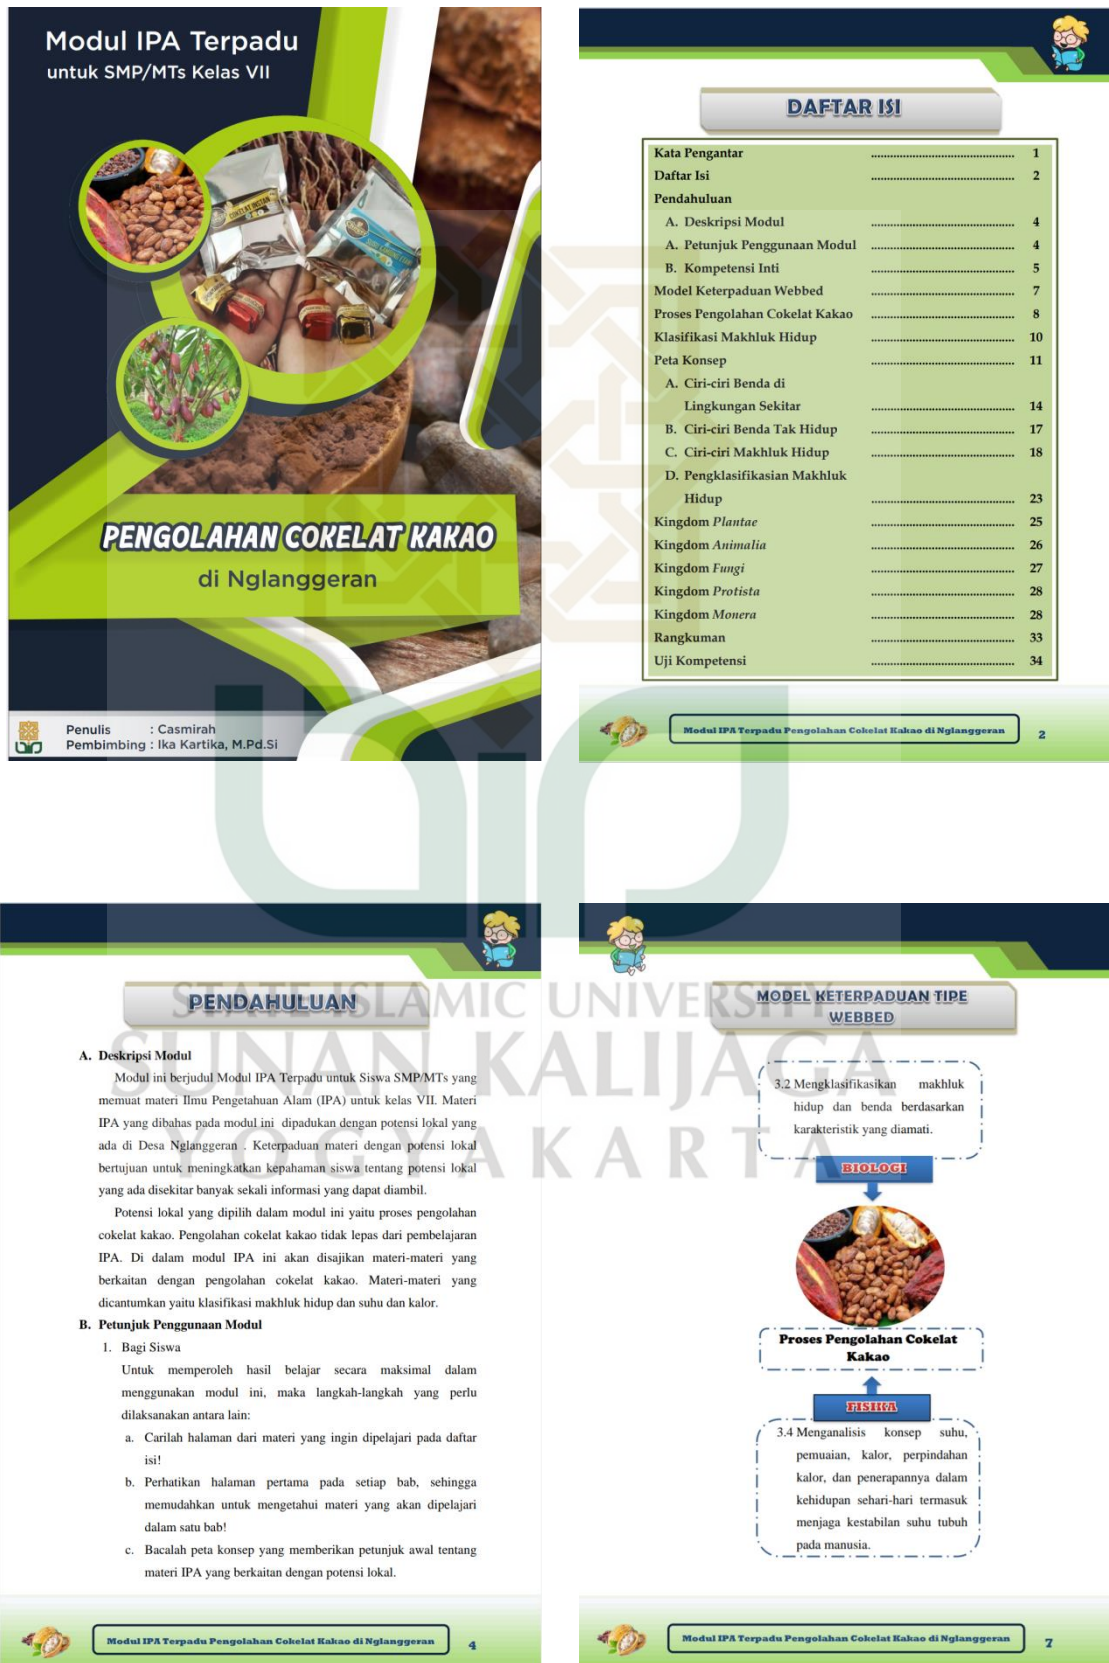 Modul IPA Terpadu
untuk SMP/MTs Kelas VII
COKELAT INSTAN
PENGOLAHAN COKELAT KAKAO
di Nglanggeran
Penulis : Casmirah
Pembimbing : Ika Kartika, M.Pd.Si
DAFTAR ISI
Kata Pengantar ............................................. 1
Daftar Isi ............................................. 2
Pendahuluan
A. Deskripsi Modul ............................................. 4
A. Petunjuk Penggunaan Modul ............................................. 4
B. Kompetensi Inti ............................................. 5
Model Keterpaduan Webbed ............................................. 7
Proses Pengolahan Cokelat Kakao ............................................. 8
Klasifikasi Makhluk Hidup ............................................. 10
Peta Konsep ............................................. 11
A. Ciri-ciri Benda di
Lingkungan Sekitar ............................................. 14
B. Ciri-ciri Benda Tak Hidup ............................................. 17
C. Ciri-ciri Makhluk Hidup ............................................. 18
D. Pengklasifikasian Makhluk
Hidup ............................................. 23
Kingdom Plantae ............................................. 25
Kingdom Animalia ............................................. 26
Kingdom Fungi ............................................. 27
Kingdom Protista ............................................. 28
Kingdom Monera ............................................. 28
Rangkuman ............................................. 33
Uji Kompetensi ............................................. 34
Modul IPA Terpadu Pengolahan Cokelat Kakao di Nglanggeran 2
PENDAHULUAN
A. Deskripsi Modul
Modul ini berjudul Modul IPA Terpadu untuk Siswa SMP/MTs yang
memuat materi Ilmu Pengetahuan Alam (IPA) untuk kelas VII. Materi
IPA yang dibahas pada modul ini dipadukan dengan potensi lokal yang
ada di Desa Nglanggeran . Keterpaduan materi dengan potensi lokal
bertujuan untuk meningkatkan kepahaman siswa tentang potensi lokal
yang ada disekitar banyak sekali informasi yang dapat diambil.
Potensi lokal yang dipilih dalam modul ini yaitu proses pengolahan
cokelat kakao. Pengolahan cokelat kakao tidak lepas dari pembelajaran
IPA. Di dalam modul IPA ini akan disajikan materi-materi yang
berkaitan dengan pengolahan cokelat kakao. Materi-materi yang
dicantumkan yaitu klasifikasi makhluk hidup dan suhu dan kalor.
B. Petunjuk Penggunaan Modul
1. Bagi Siswa
Untuk memperoleh hasil belajar secara maksimal dalam
menggunakan modul ini, maka langkah-langkah yang perlu
dilaksanakan antara lain:
a. Carilah halaman dari materi yang ingin dipelajari pada daftar
isi!
b. Perhatikan halaman pertama pada setiap bab, sehingga
memudahkan untuk mengetahui materi yang akan dipelajari
dalam satu bab!
c. Bacalah peta konsep yang memberikan petunjuk awal tentang
materi IPA yang berkaitan dengan potensi lokal.
Modul IPA Terpadu Pengolahan Cokelat Kakao di Nglanggeran 4
MODEL KETERPADUAN TIPE
WEBBED
3.2 Mengklasifikasikan makhluk
hidup dan benda berdasarkan
karakteristik yang diamati.
BIOLOGI
Proses Pengolahan Cokelat
Kakao
FISIKA
3.4 Menganalisis konsep suhu,
pemuaian, kalor, perpindahan
kalor, dan penerapannya dalam
kehidupan sehari-hari termasuk
menjaga kestabilan suhu tubuh
pada manusia.
Modul IPA Terpadu Pengolahan Cokelat Kakao di Nglanggeran 7
STATE ISLAMIC UNIVERSITY
SUNAN KALIJAGA
YOGYAKARTA